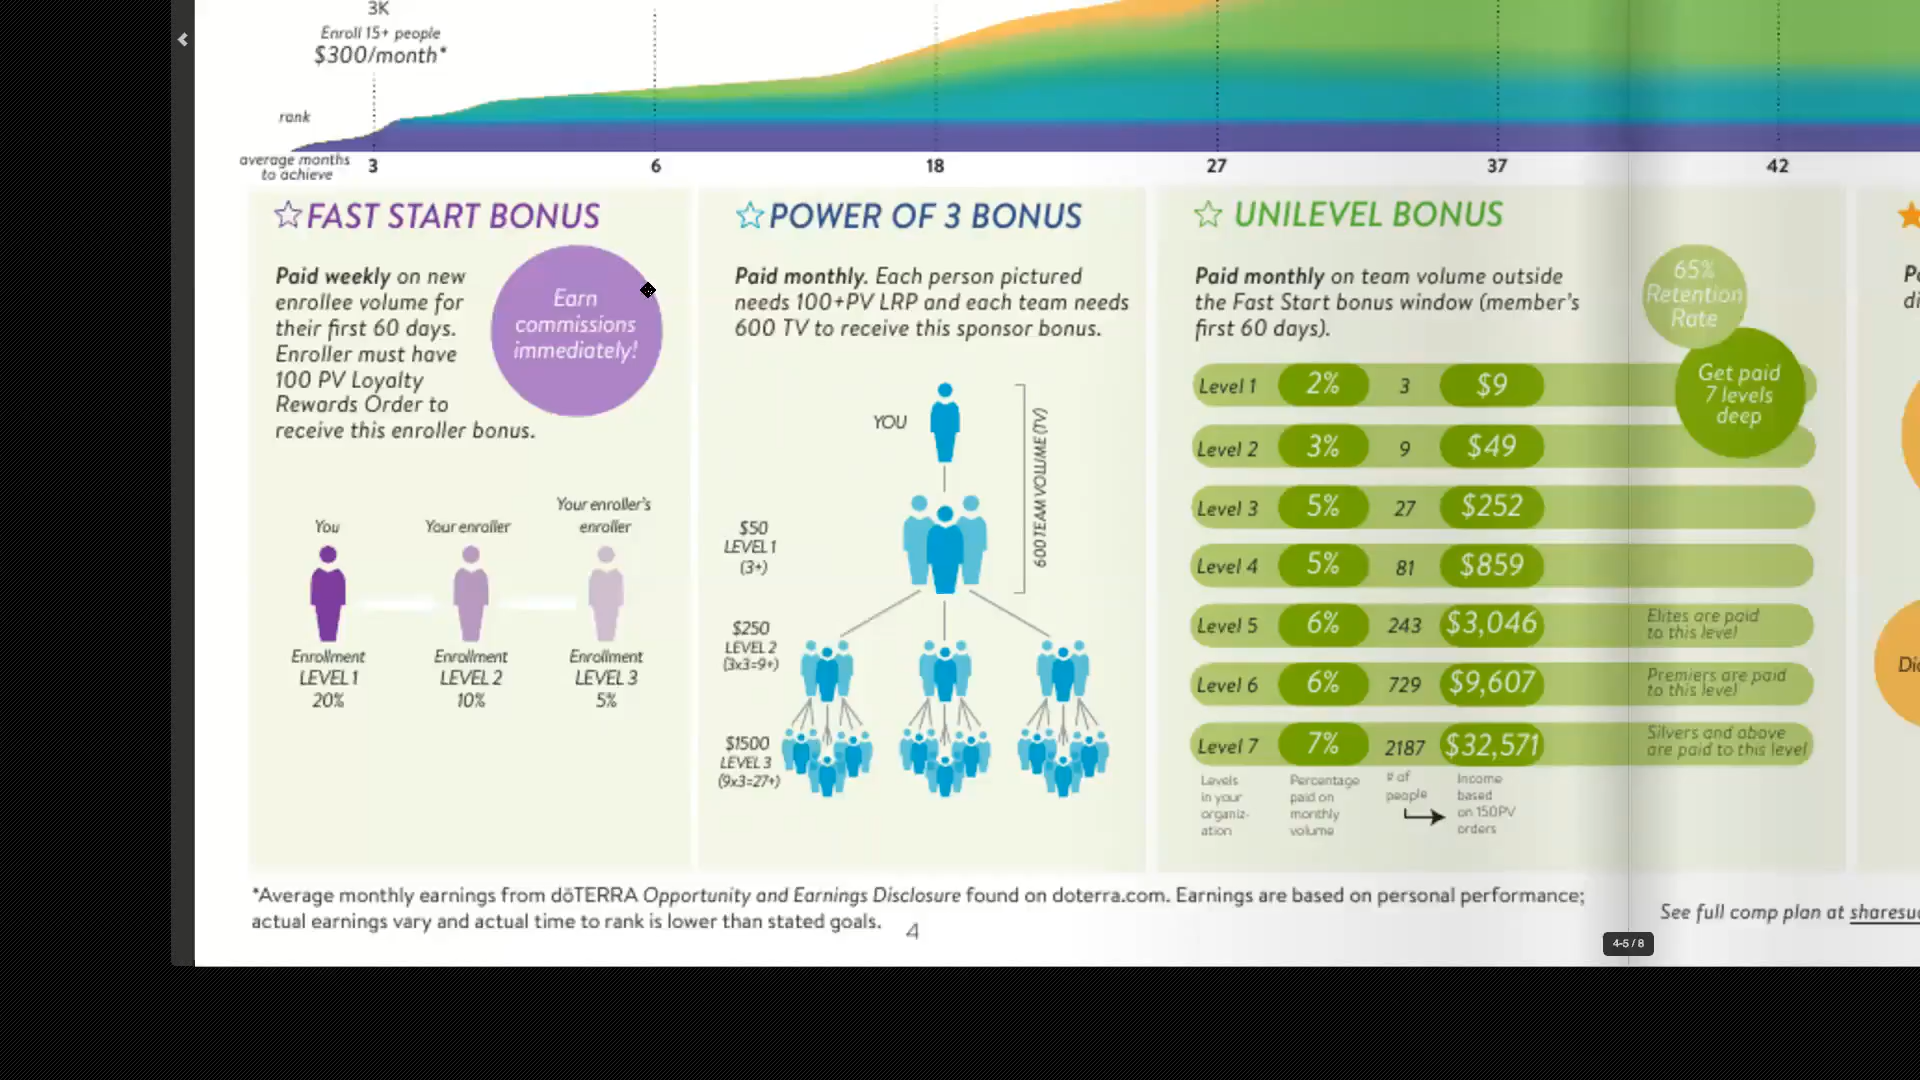 3K
Enroll 15+ people
$300/month*
rank
average months
to achieve
3
6
18
27
37
42
FAST START BONUS
Paid weekly on new
enrollee volume for
their first 60 days.
Enroller must have
100 PV Loyalty
Rewards Order to
receive this enroller bonus.
Earn
commissions
immediately!
You
Your enroller
Your enroller's
enroller
Enrollment
LEVEL 1
20%
Enrollment
LEVEL 2
10%
Enrollment
LEVEL 3
5%
POWER OF 3 BONUS
Paid monthly. Each person pictured
needs 100+PV LRP and each team needs
600 TV to receive this sponsor bonus.
YOU
600 TEAM VOLUME (TV)
$50
LEVEL 1
(3+)
$250
LEVEL 2
(3x3=9+)
$1500
LEVEL 3
(9x3=27+)
UNILEVEL BONUS
Paid monthly on team volume outside
the Fast Start bonus window (member's
first 60 days).
65%
Retention
Rate
Get paid
7 levels
deep
Level 1 2% 3 $9
Level 2 3% 9 $49
Level 3 5% 27 $252
Level 4 5% 81 $859
Level 5 6% 243 $3,046
Elites are paid
to this level
Level 6 6% 729 $9,607
Premiers are paid
to this level
Level 7 7% 2187 $32,571
Silvers and above
are paid to this level
Levels
in your
organiz-
ation
Percentage
paid on
monthly
volume
# of
people
Income
based
on 150PV
orders
*Average monthly earnings from dōTERRA Opportunity and Earnings Disclosure found on doterra.com. Earnings are based on personal performance;
actual earnings vary and actual time to rank is lower than stated goals.
4
See full comp plan at
4-5 / 8